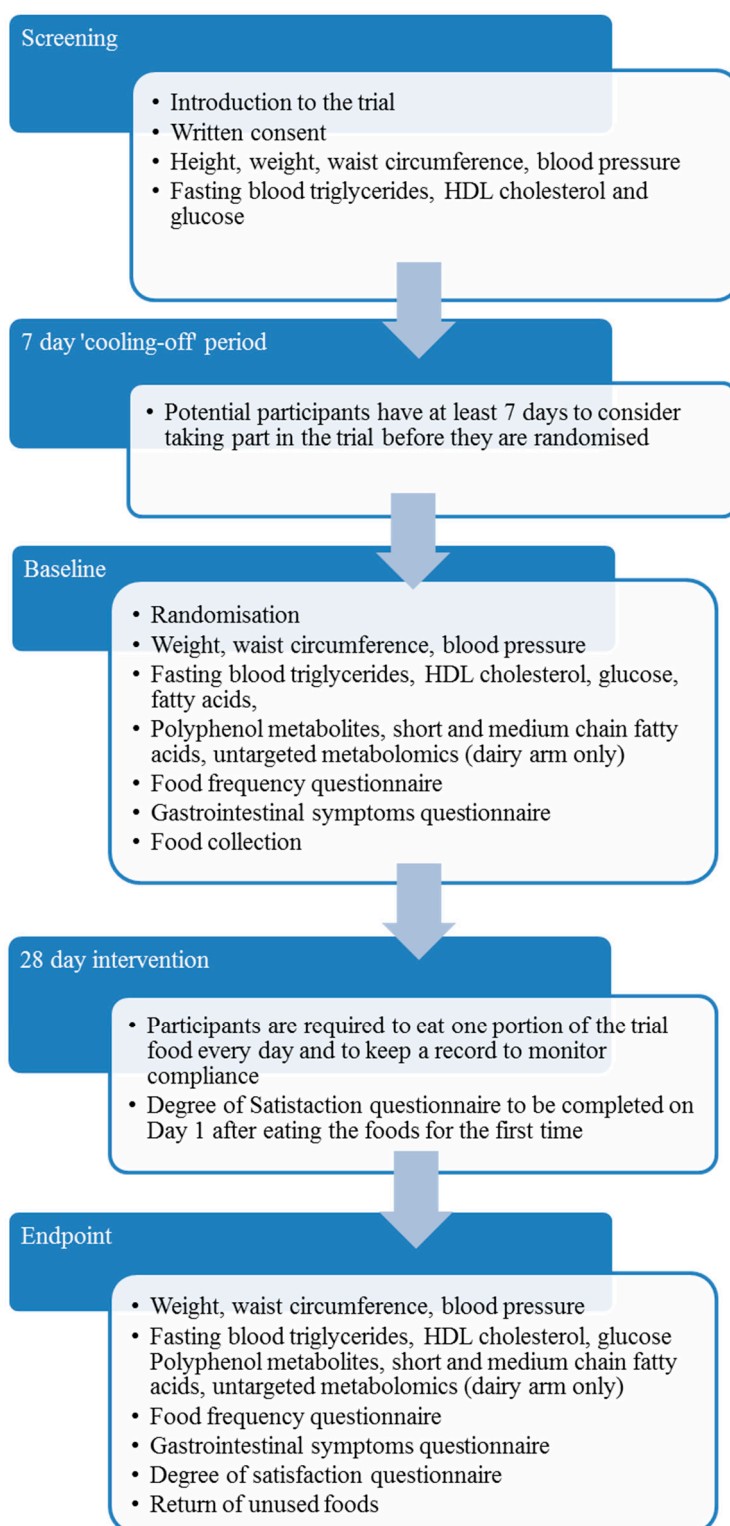 Screening
• Introduction to the trial
• Written consent
• Height, weight, waist circumference, blood pressure
• Fasting blood triglycerides, HDL cholesterol and
glucose
7 day 'cooling-off' period
• Potential participants have at least 7 days to consider
taking part in the trial before they are randomised
Baseline
• Randomisation
• Weight, waist circumference, blood pressure
• Fasting blood triglycerides, HDL cholesterol, glucose,
fatty acids,
• Polyphenol metabolites, short and medium chain fatty
acids, untargeted metabolomics (dairy arm only)
• Food frequency questionnaire
• Gastrointestinal symptoms questionnaire
• Food collection
28 day intervention
• Participants are required to eat one portion of the trial
food every day and to keep a record to monitor
compliance
• Degree of Satistaction questionnaire to be completed on
Day 1 after eating the foods for the first time
Endpoint
• Weight, waist circumference, blood pressure
• Fasting blood triglycerides, HDL cholesterol, glucose
Polyphenol metabolites, short and medium chain fatty
acids, untargeted metabolomics (dairy arm only)
• Food frequency questionnaire
• Gastrointestinal symptoms questionnaire
• Degree of satisfaction questionnaire
• Return of unused foods